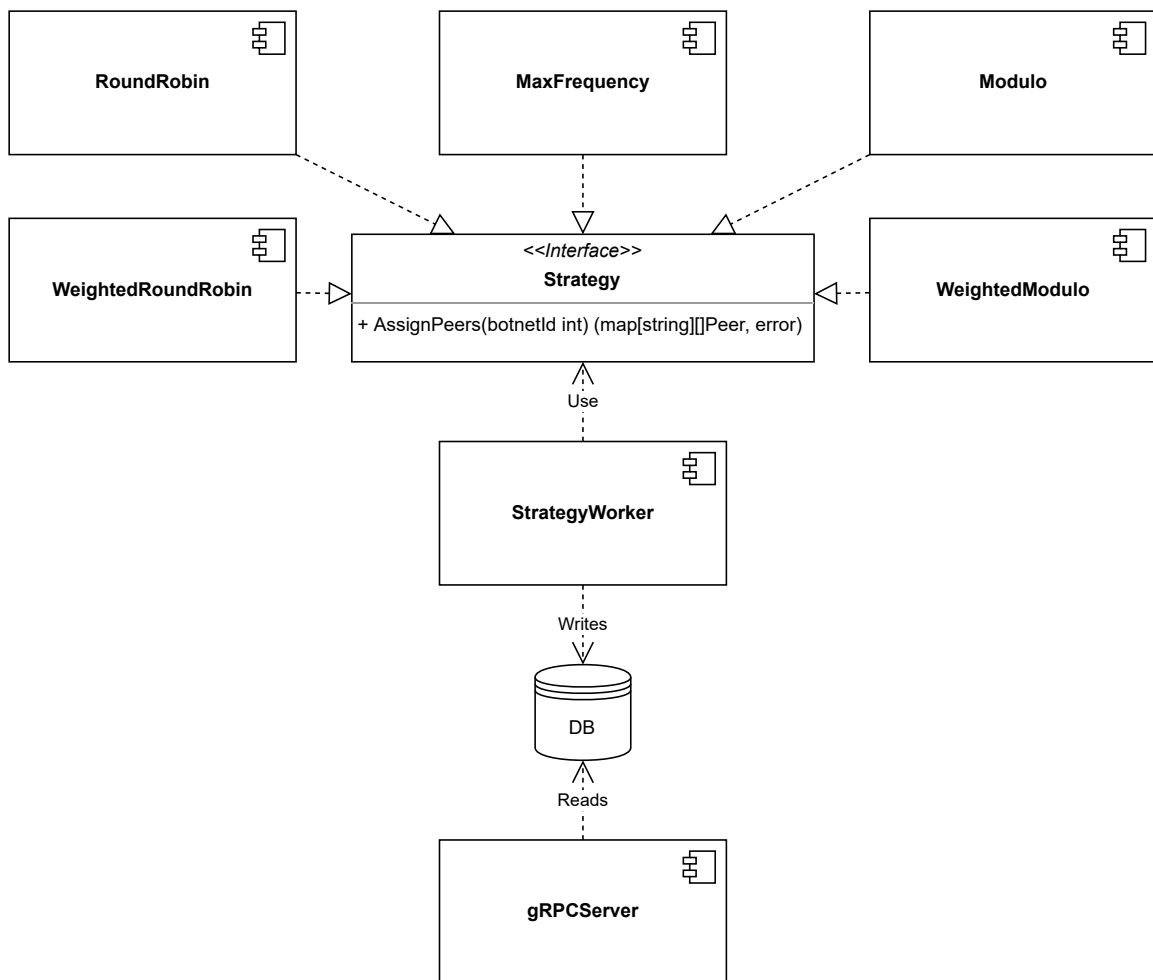 RoundRobin
MaxFrequency
Modulo
WeightedRoundRobin
<<Interface>>
Strategy
+ AssignPeers(botnetId int) (map[string][]Peer, error)
WeightedModulo
Use
StrategyWorker
Writes
DB
Reads
gRPCServer